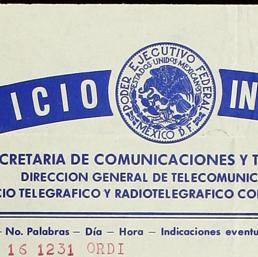 ICIO IN
PODER EJECUTIVO FEDERAL
ESTADOS UNIDOS MEXICANOS
MEXICO D.F.
CRETARIA DE COMUNICACIONES Y T
DIRECCION GENERAL DE TELECOMUNIC
CIO TELEGRAFICO Y RADIOTELEGRAFICO CO
– No. Palabras – Día – Hora – Indicaciones eventu
16 1231 ORDI